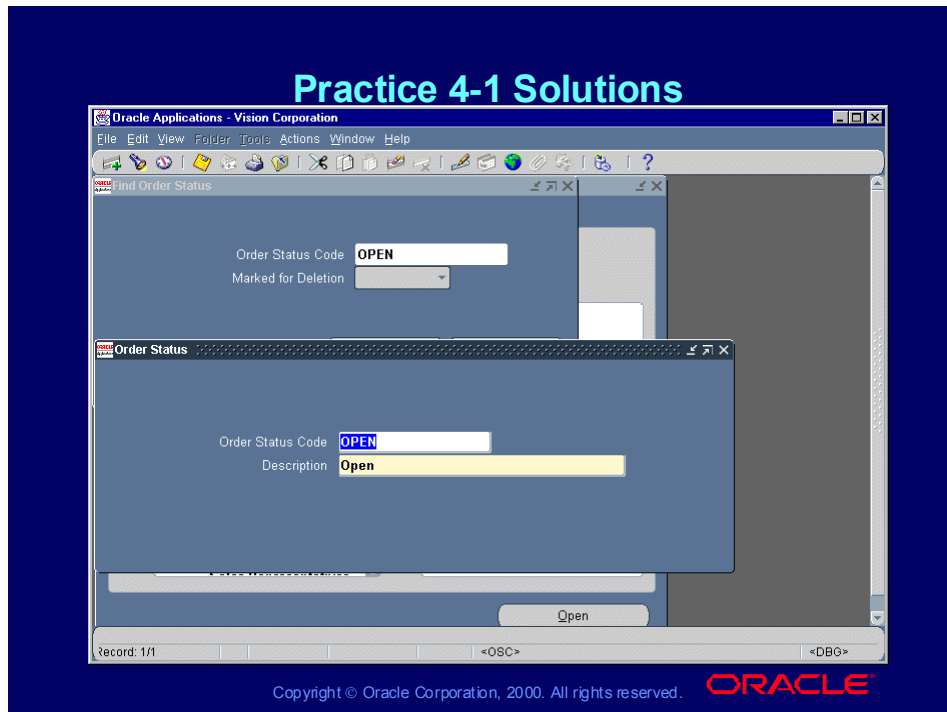 Practice 4-1 Solutions
Oracle Applications - Vision Corporation
File Edit View Folder Tools Actions Window Help
Find Order Status
Order Status Code OPEN
Marked for Deletion
Order Status
Order Status Code OPEN
Description Open
Open
Record: 1/1 <OSC> <DBG>
Copyright © Oracle Corporation, 2000. All rights reserved. ORACLE